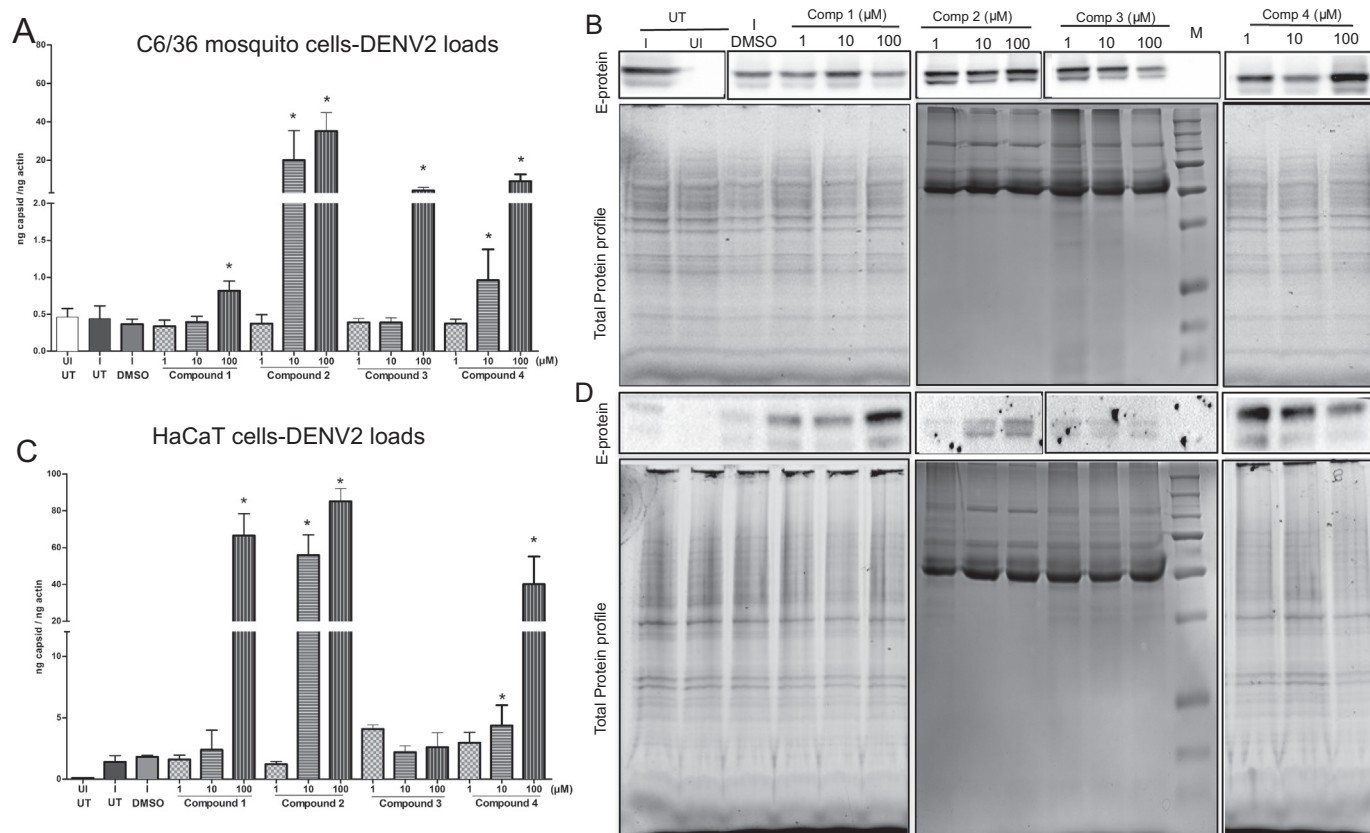 A
C6/36 mosquito cells-DENV2 loads
ng capsid /ng actin
80
60
40
20
2.0
1.5
1.0
0.5
0.0
* * * * * *
UI I I 1 10 100 1 10 100 1 10 100 1 10 100 (µM)
UT UT DMSO Compound 1 Compound 2 Compound 3 Compound 4
B
UT I Comp 1 (µM) Comp 2 (µM) Comp 3 (µM) M Comp 4 (µM)
I UI DMSO 1 10 100 1 10 100 1 10 100 1 10 100
E-protein
Total Protein profile
C
HaCaT cells-DENV2 loads
ng capsid / ng actin
100
80
60
40
20
10
5
0
* * * * *
UI I I 1 10 100 1 10 100 1 10 100 1 10 100 (µM)
UT UT DMSO Compound 1 Compound 2 Compound 3 Compound 4
D
E-protein
Total Protein profile